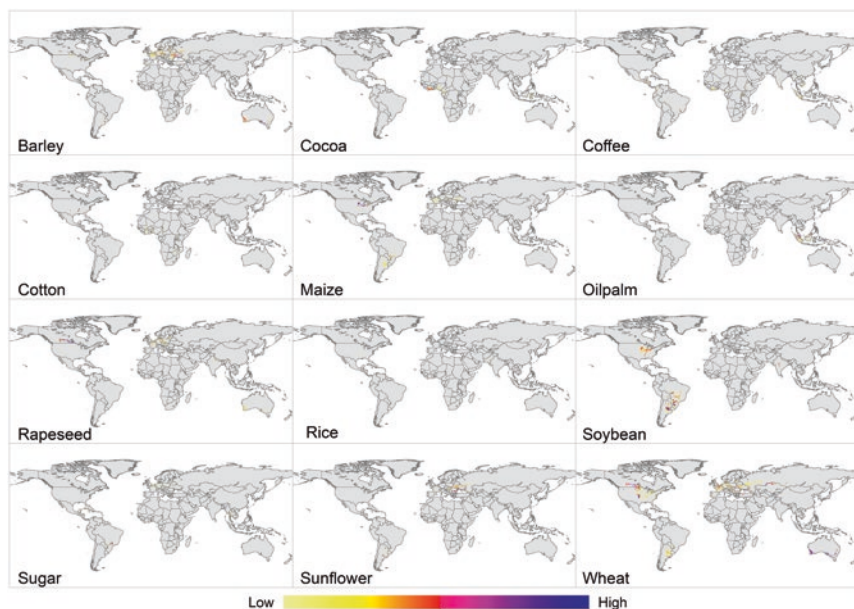 Barley
Cocoa
Coffee
Cotton
Maize
Oilpalm
Rapeseed
Rice
Soybean
Sugar
Sunflower
Wheat
Low
High